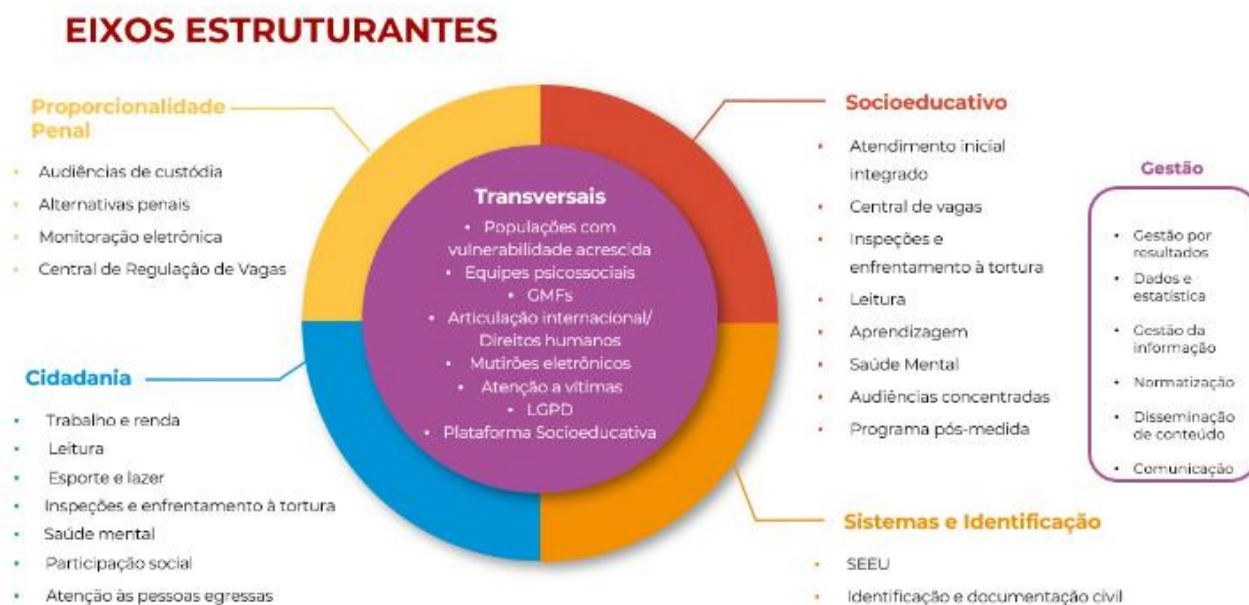 EIXOS ESTRUTURANTES
Proporcionalidade
Penal
• Audiências de custódia
• Alternativas penais
• Monitoração eletrônica
• Central de Regulação de Vagas
Cidadania
• Trabalho e renda
• Leitura
• Esporte e lazer
• Inspeções e enfrentamento à tortura
• Saúde mental
• Participação social
• Atenção às pessoas egressas
Transversais
• Populações com
vulnerabilidade acrescida
• Equipes psicossociais
• GMFs
• Articulação internacional/
Direitos humanos
• Mutirões eletrônicos
• Atenção a vítimas
• LGPD
• Plataforma Socioeducativa
Socioeducativo
• Atendimento inicial
integrado
• Central de vagas
• Inspeções e
enfrentamento à tortura
• Leitura
• Aprendizagem
• Saúde Mental
• Audiências concentradas
• Programa pós-medida
Sistemas e Identificação
• SEEU
• Identificação e documentação civil
Gestão
• Gestão por
resultados
• Dados e
estatística
• Gestão da
informação
• Normatização
• Disseminação
de conteúdo
• Comunicação